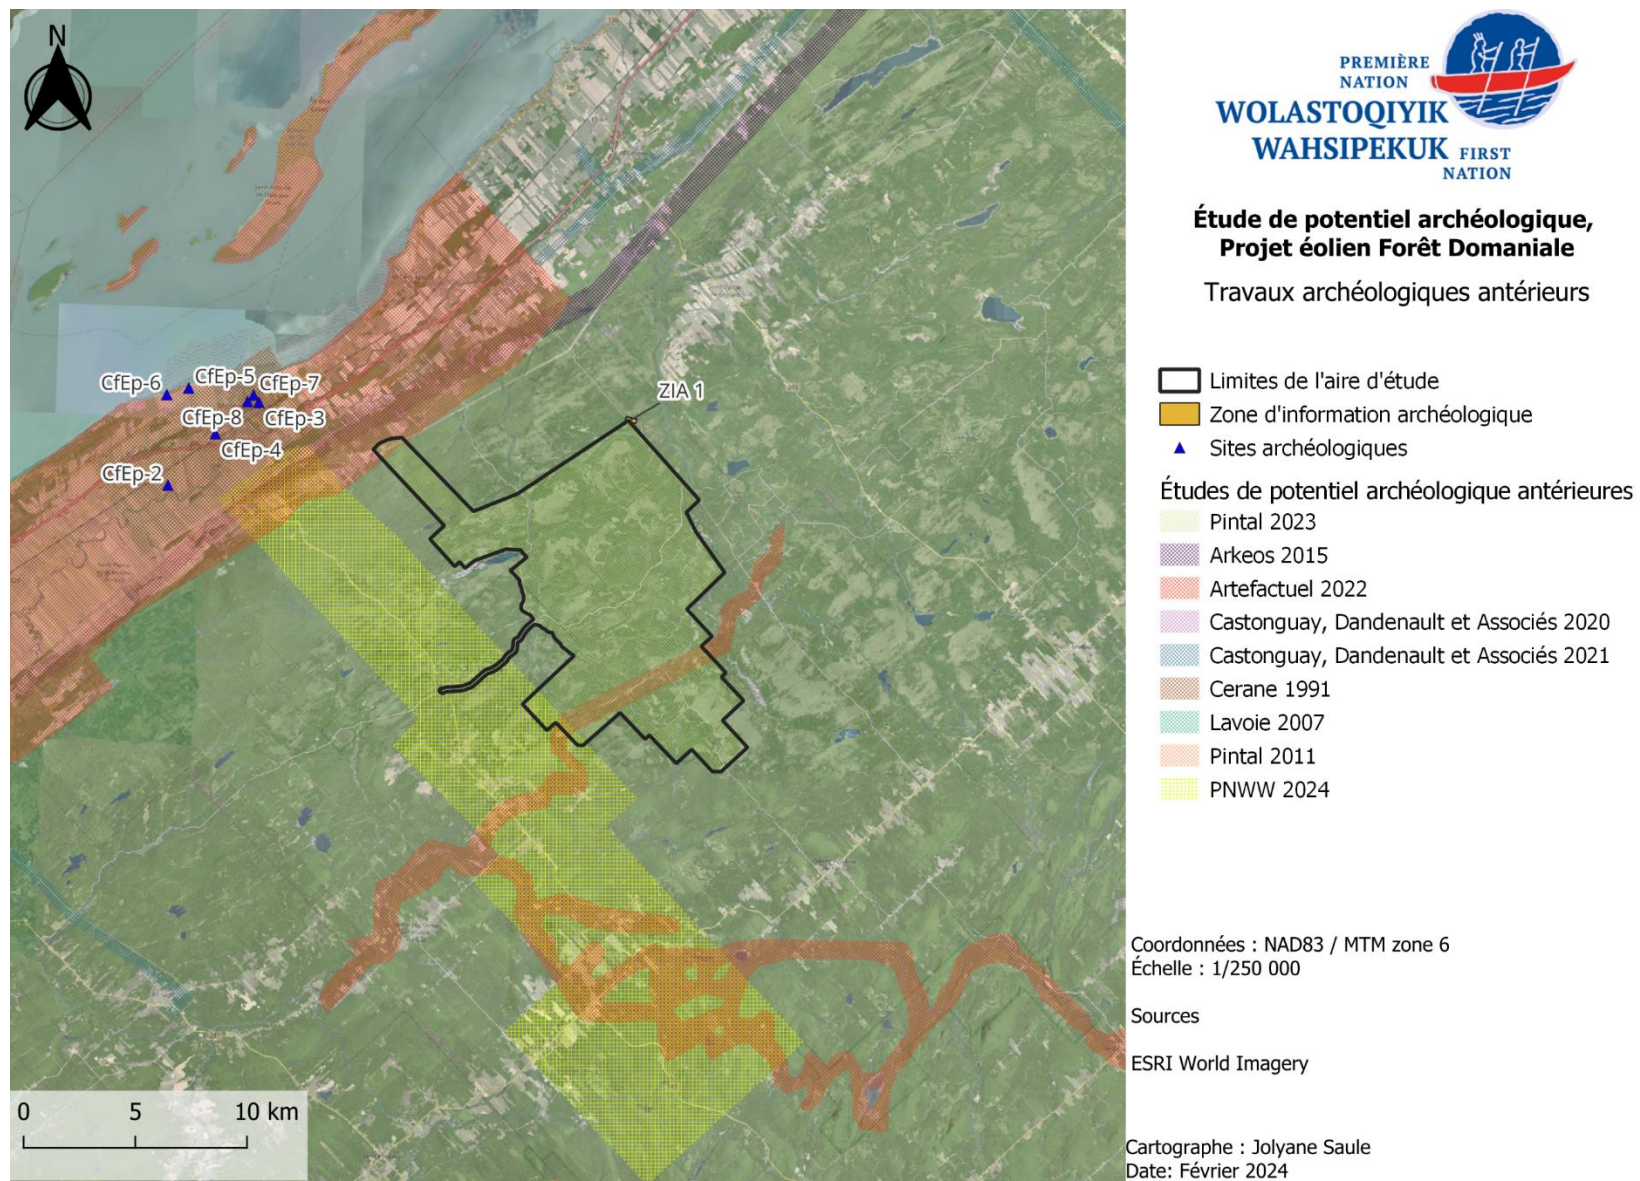 N
CfEp-6
CfEp-5
CfEp-7
CfEp-8
CfEp-3
CfEp-4
CfEp-2
ZIA 1
0 5 10 km
PREMIÈRE
NATION
WOLASTOQIYIK
WAHSIPEKUK FIRST
NATION
Étude de potentiel archéologique,
Projet éolien Forêt Domaniale
Travaux archéologiques antérieurs
Limites de l'aire d'étude
Zone d'information archéologique
Sites archéologiques
Études de potentiel archéologique antérieures
Pintal 2023
Arkeos 2015
Artefactuel 2022
Castonguay, Dandenault et Associés 2020
Castonguay, Dandenault et Associés 2021
Cerane 1991
Lavoie 2007
Pintal 2011
PNWW 2024
Coordonnées : NAD83 / MTM zone 6
Échelle : 1/250 000
Sources
ESRI World Imagery
Cartographe : Jolyane Saule
Date: Février 2024